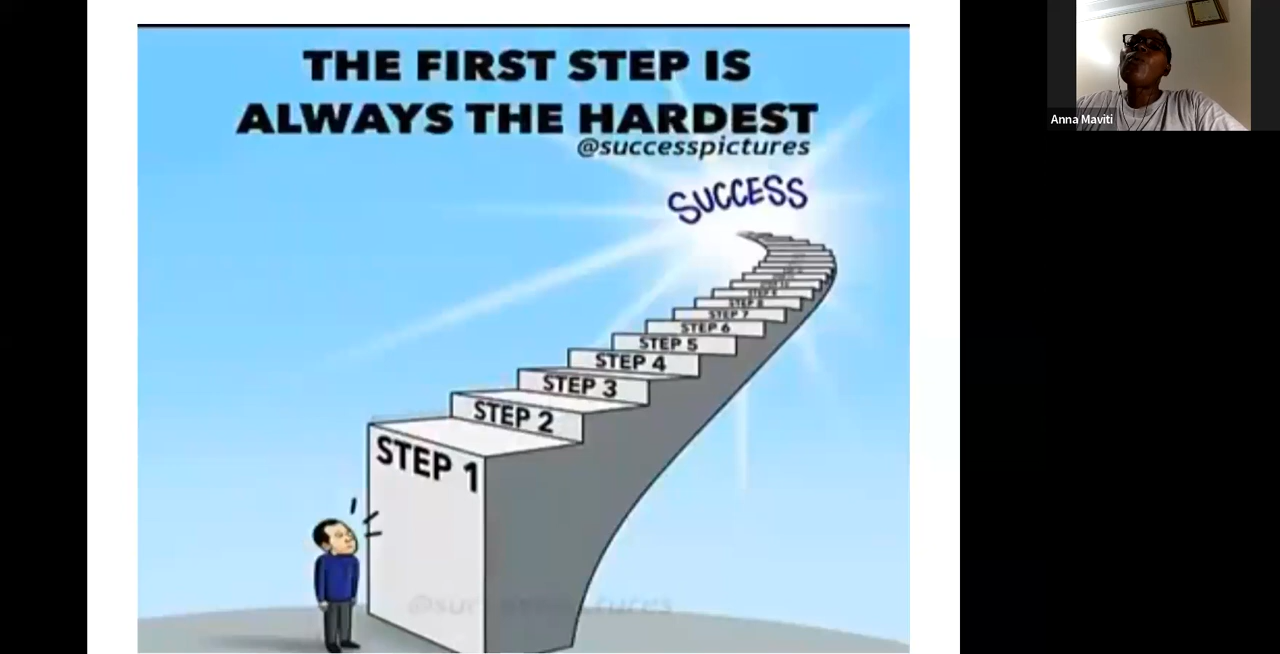 THE FIRST STEP IS
ALWAYS THE HARDEST
@successpictures
SUCCESS
STEP 7
STEP 6
STEP 5
STEP 4
STEP 3
STEP 2
STEP 1
Anna Maviti